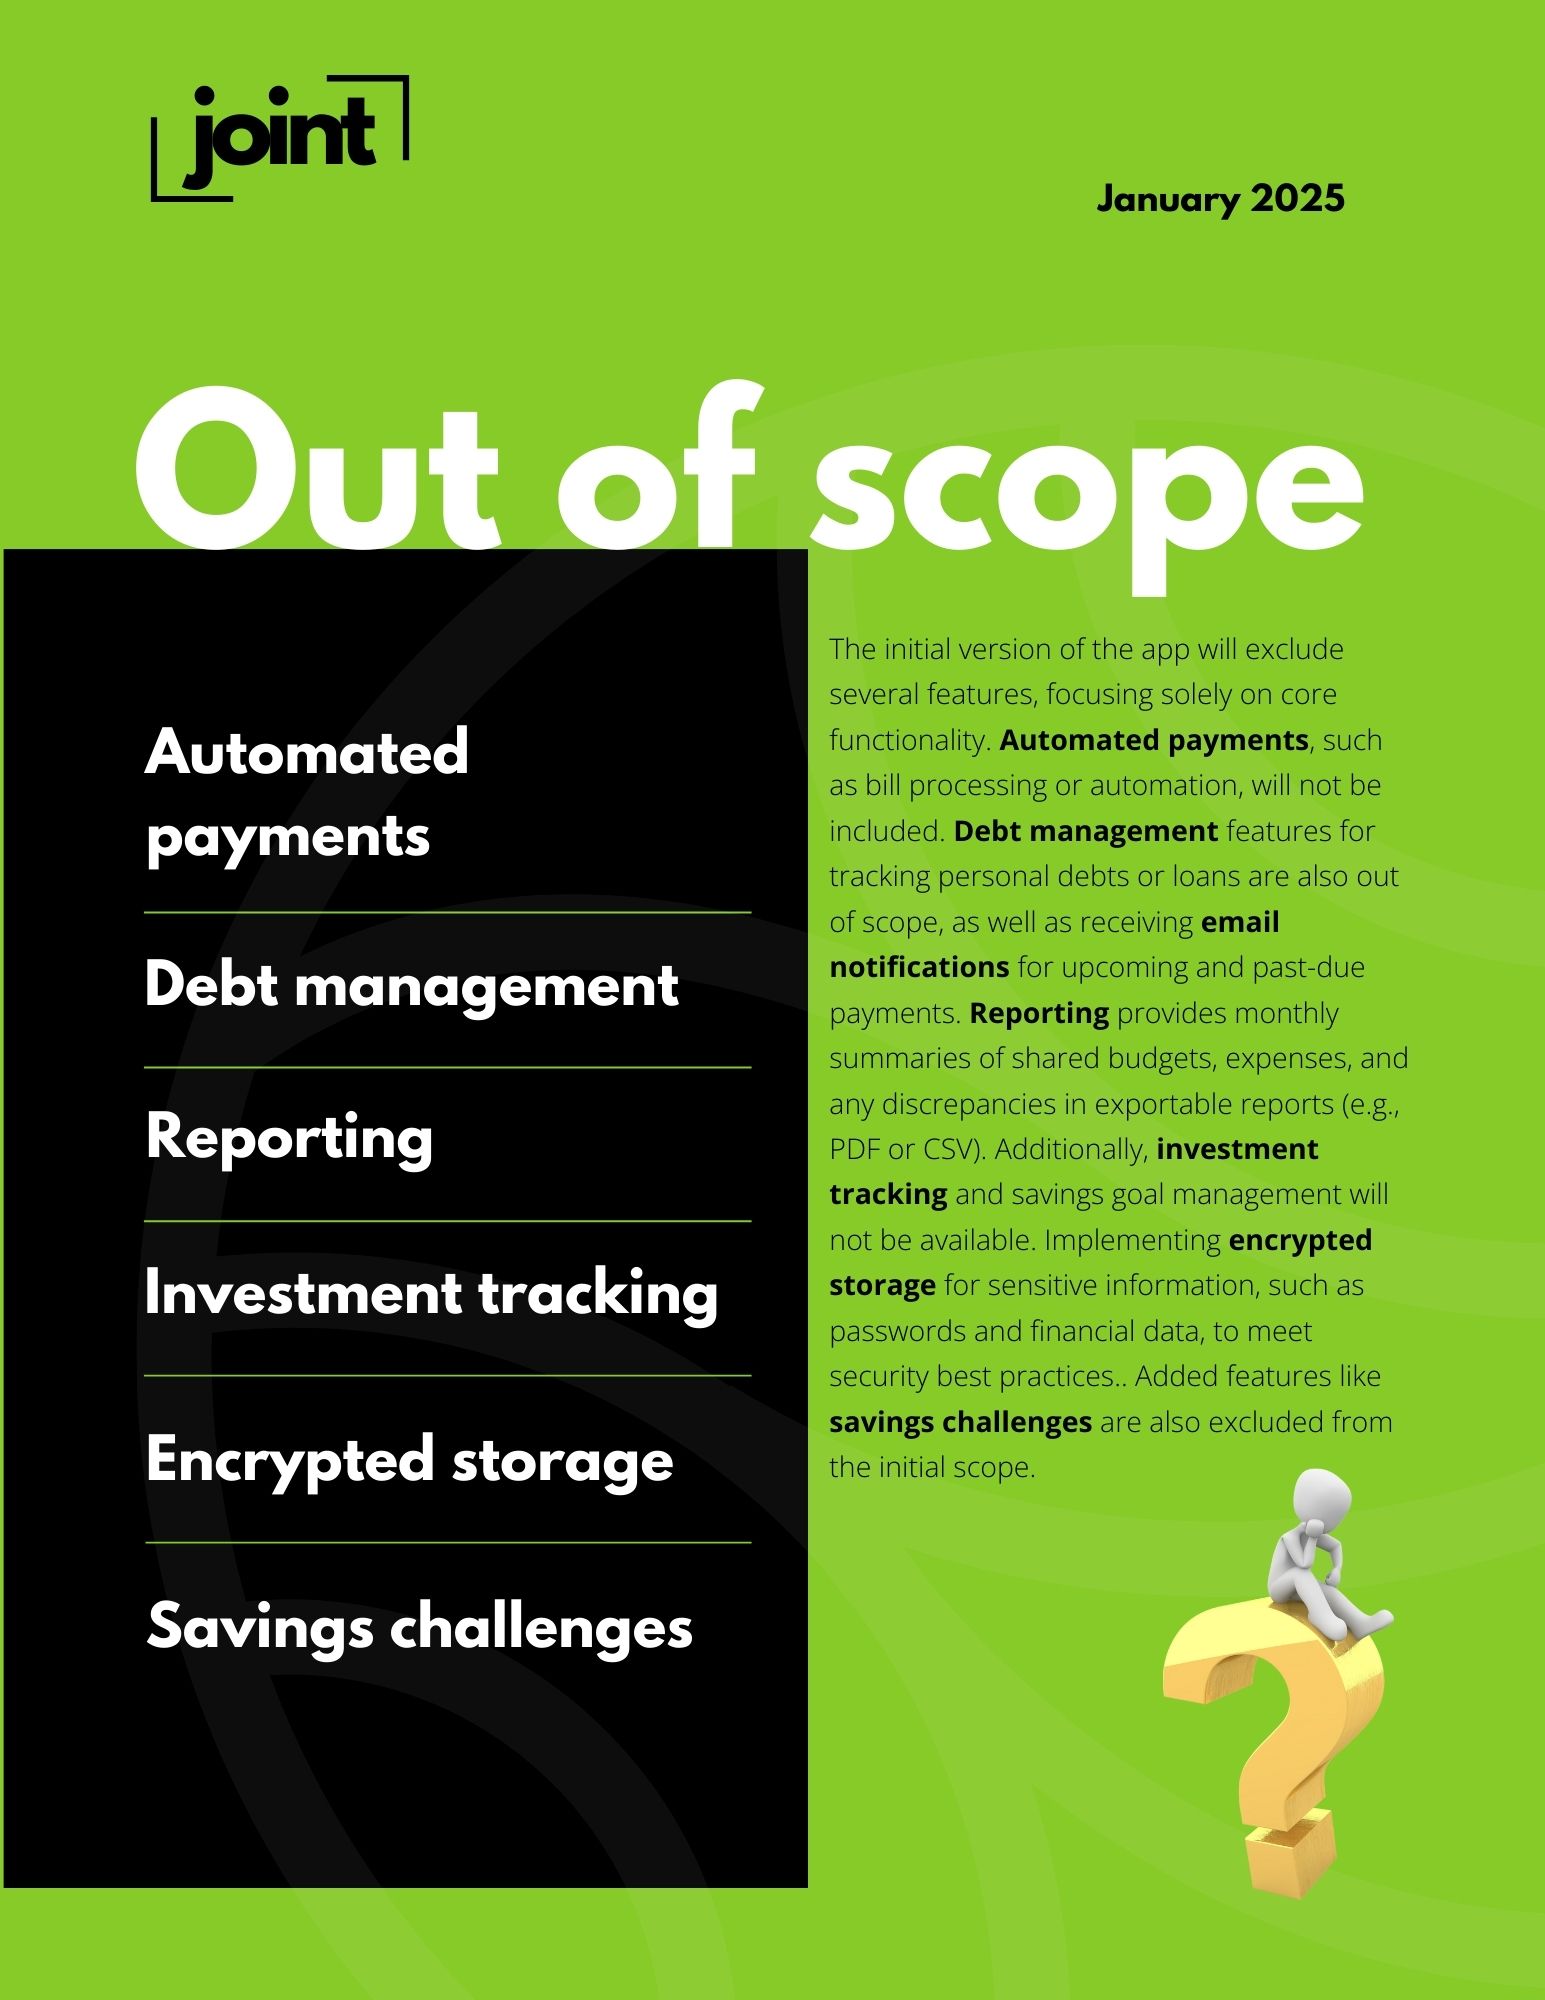 joint
January 2025
Out of scope
Automated
payments
Debt management
Reporting
Investment tracking
Encrypted storage
Savings challenges
The initial version of the app will exclude
several features, focusing solely on core
functionality. Automated payments, such
as bill processing or automation, will not be
included. Debt management features for
tracking personal debts or loans are also out
of scope, as well as receiving email
notifications for upcoming and past-due
payments. Reporting provides monthly
summaries of shared budgets, expenses, and
any discrepancies in exportable reports (e.g.,
PDF or CSV). Additionally, investment
tracking and savings goal management will
not be available. Implementing encrypted
storage for sensitive information, such as
passwords and financial data, to meet
security best practices.. Added features like
savings challenges are also excluded from
the initial scope.